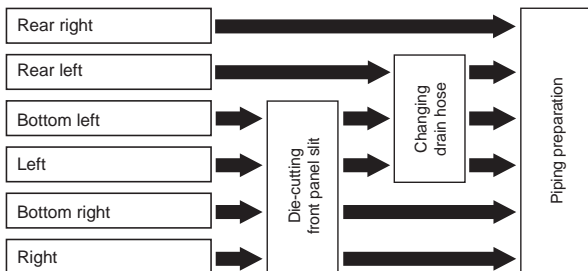 Rear right
Rear left
Bottom left
Left
Bottom right
Right
Die-cutting
front panel slit
Changing
drain hose
Piping preparation